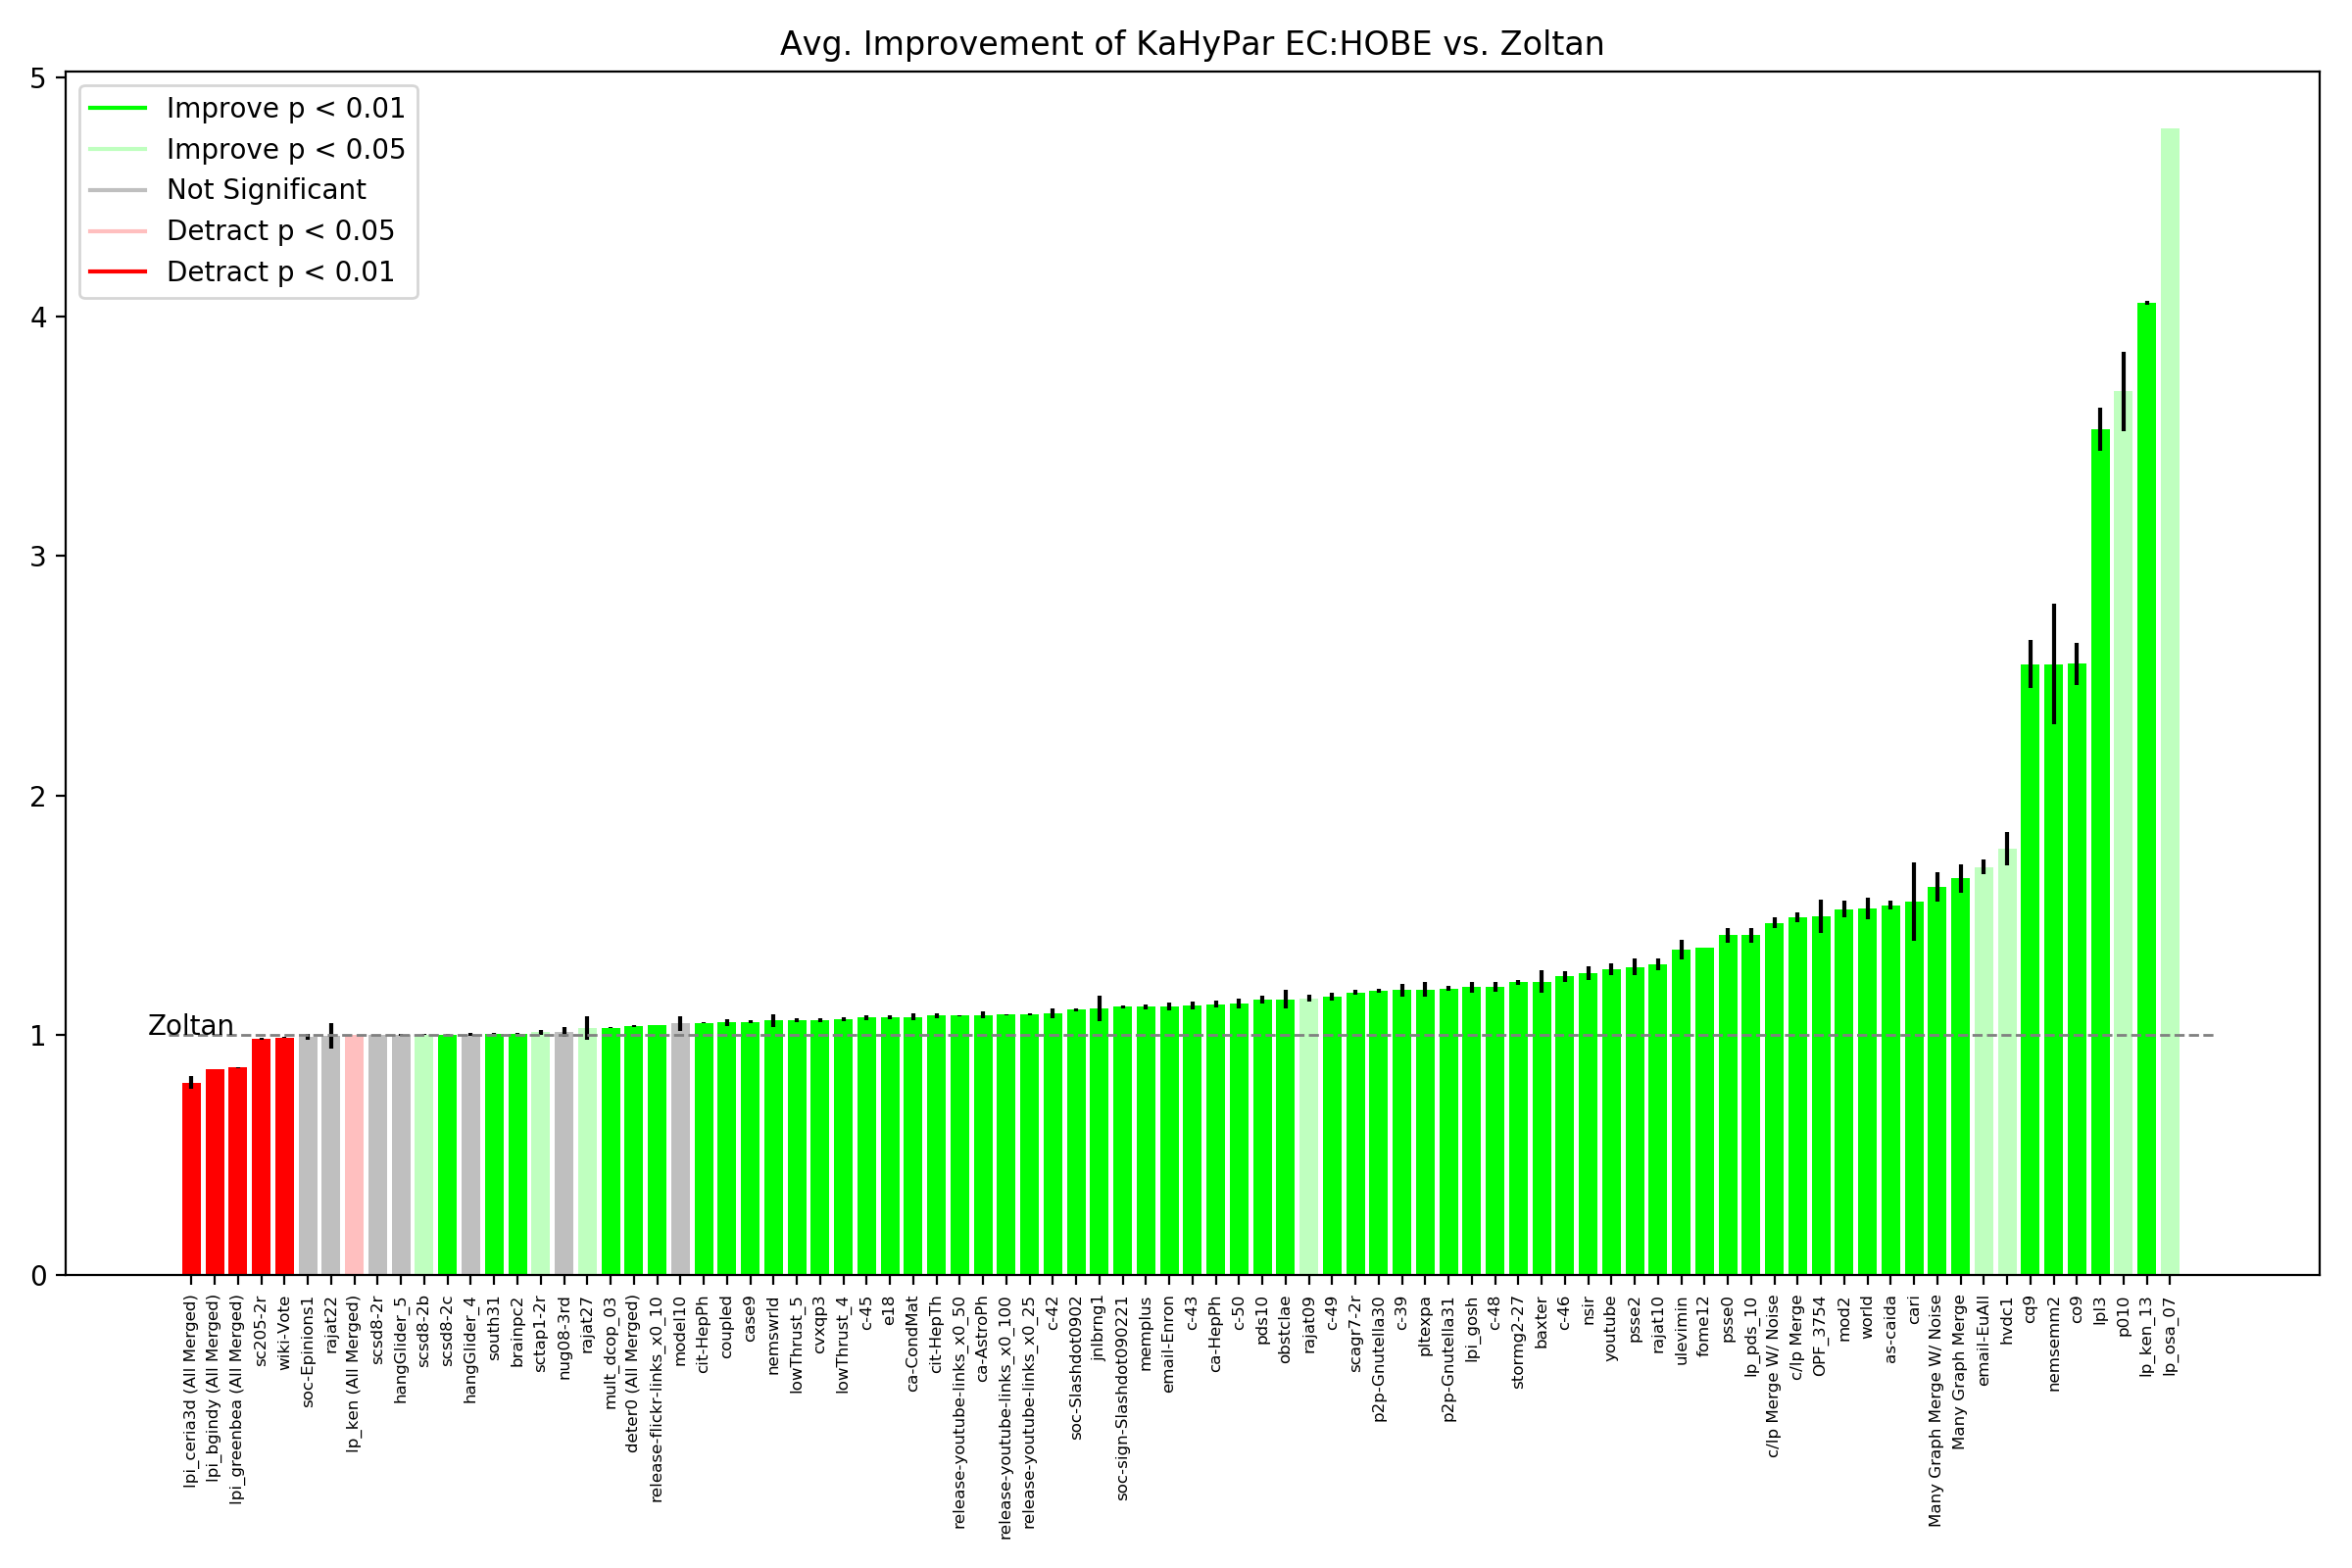 Avg. Improvement of KaHyPar EC:HOBE vs. Zoltan
5
4
3
2
1
0
Improve p < 0.01
Improve p < 0.05
Not Significant
Detract p < 0.05
Detract p < 0.01
Zoltan
lpi_ceria3d (All Merged)
lpi_bgindy (All Merged)
lpi_greenbea (All Merged)
sc205-2r
wiki-Vote
soc-Epinions1
rajat22
lp_ken (All Merged)
scsd8-2r
hangGlider_5
scsd8-2b
scsd8-2c
hangGlider_4
south31
brainpc2
sctap1-2r
nug08-3rd
rajat27
mult_dcop_03
deter0 (All Merged)
release-flickr-links_x0_10
model10
cit-HepPh
coupled
case9
nemswrld
lowThrust_5
cvxqp3
lowThrust_4
c-45
e18
ca-CondMat
cit-HepTh
release-youtube-links_x0_50
ca-AstroPh
release-youtube-links_x0_100
release-youtube-links_x0_25
c-42
soc-Slashdot0902
jnlbrng1
soc-sign-Slashdot090221
memplus
email-Enron
c-43
ca-HepPh
c-50
pds10
obstclae
rajat09
c-49
scagr7-2r
p2p-Gnutella30
c-39
pltexpa
p2p-Gnutella31
lpi_gosh
c-48
stormg2-27
baxter
c-46
nsir
youtube
psse2
rajat10
ulevimin
fome12
psse0
lp_pds_10
c/lp Merge W/ Noise
c/lp Merge
OPF_3754
mod2
world
as-caida
cari
Many Graph Merge W/ Noise
Many Graph Merge
email-EuAll
hvdc1
cq9
nemsemm2
co9
lpl3
p010
lp_ken_13
lp_osa_07